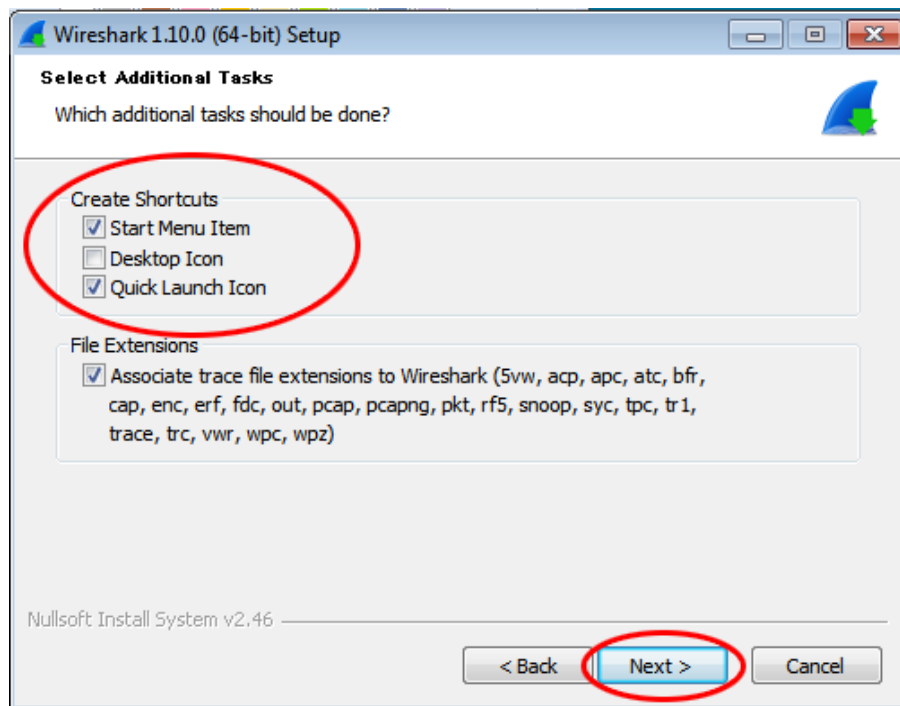 Wireshark 1.10.0 (64-bit) Setup
Select Additional Tasks
Which additional tasks should be done?
Create Shortcuts
Start Menu Item
Desktop Icon
Quick Launch Icon
File Extensions
Associate trace file extensions to Wireshark (5vw, acp, apc, atc, bfr,
cap, enc, erf, fdc, out, pcap, pcapng, pkt, rf5, snoop, syc, tpc, tr1,
trace, trc, vwr, wpc, wpz)
Nullsoft Install System v2.46
< Back Next > Cancel